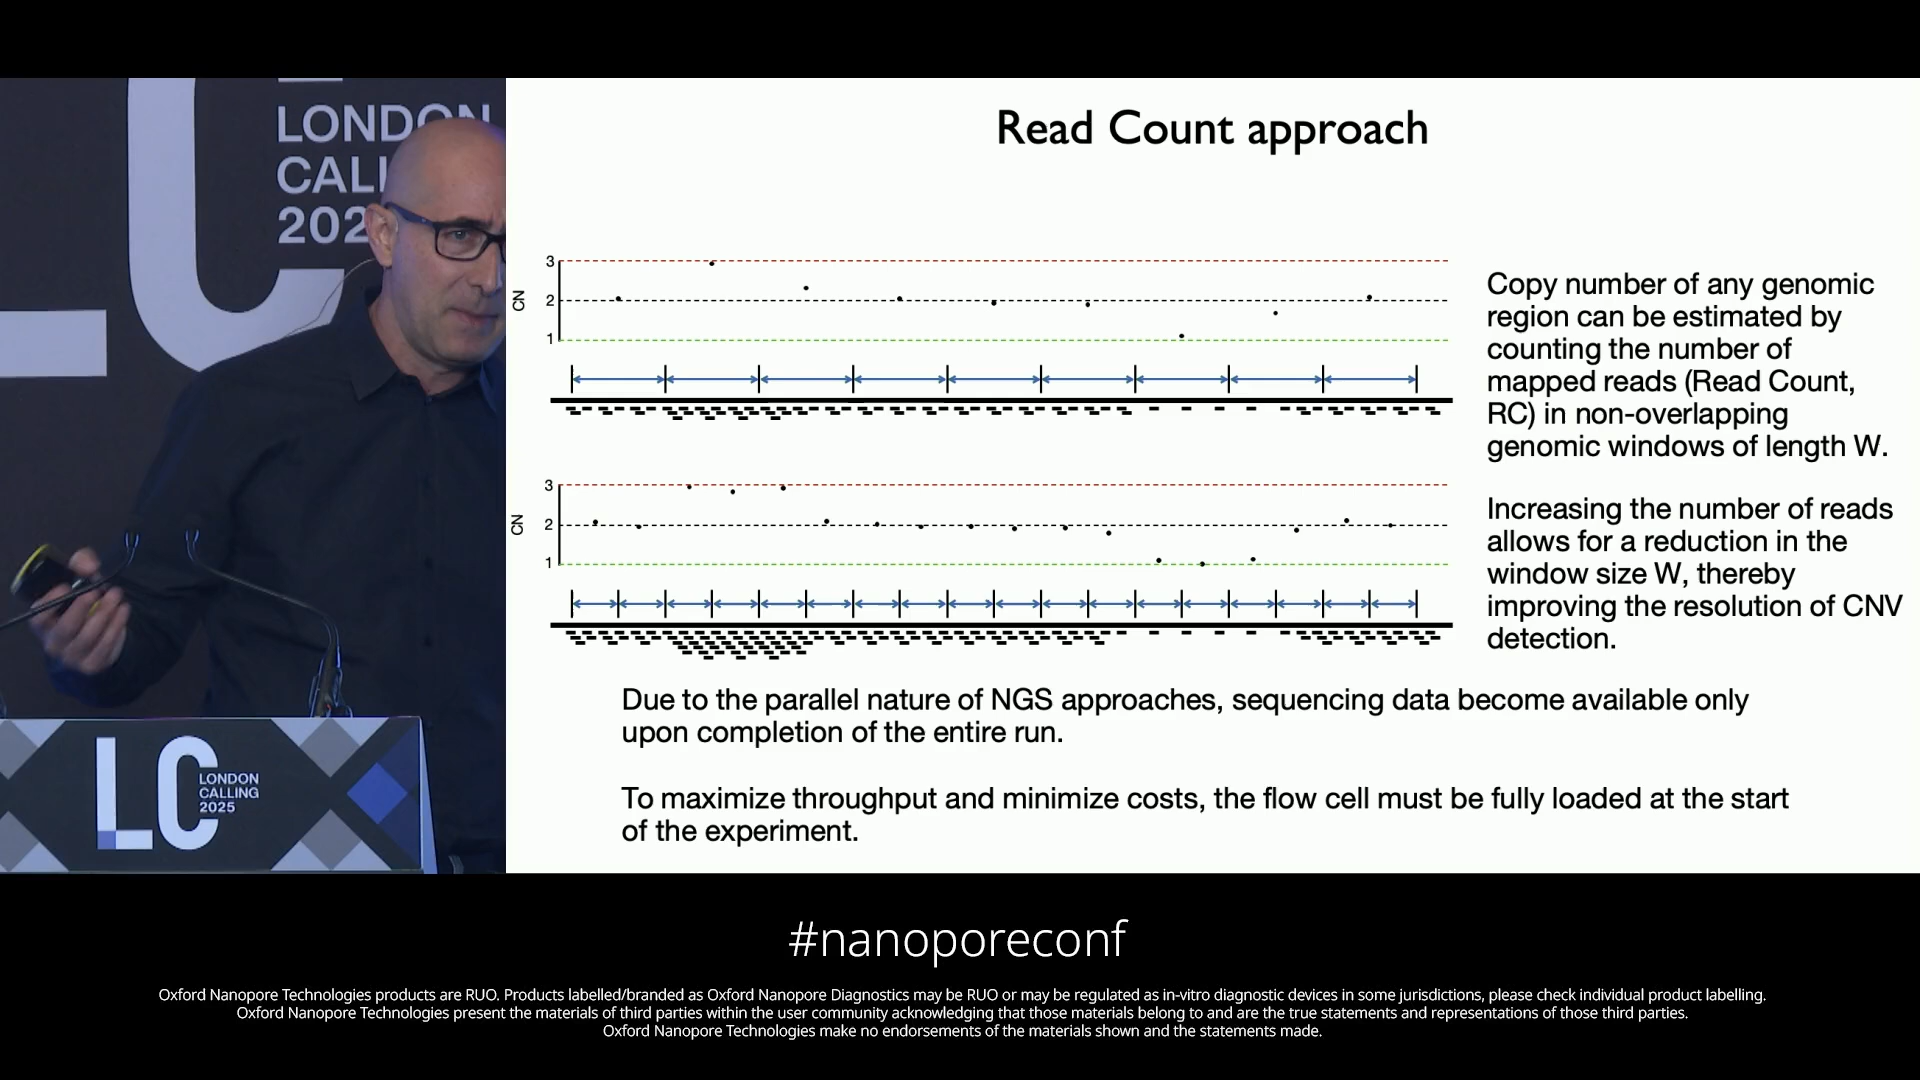 LONDON
CALL
202
LC
LONDON
CALLING
2025
Read Count approach
3
CN
2
1
3
CN
2
1
Copy number of any genomic
region can be estimated by
counting the number of
mapped reads (Read Count,
RC) in non-overlapping
genomic windows of length W.
Increasing the number of reads
allows for a reduction in the
window size W, thereby
improving the resolution of CNV
detection.
Due to the parallel nature of NGS approaches, sequencing data become available only
upon completion of the entire run.
To maximize throughput and minimize costs, the flow cell must be fully loaded at the start
of the experiment.
#nanoporeconf
Oxford Nanopore Technologies products are RUO. Products labelled/branded as Oxford Nanopore Diagnostics may be RUO or may be regulated as in-vitro diagnostic devices in some jurisdictions, please check individual product labelling.
Oxford Nanopore Technologies present the materials of third parties within the user community acknowledging that those materials belong to and are the true statements and representations of those third parties.
Oxford Nanopore Technologies make no endorsements of the materials shown and the statements made.